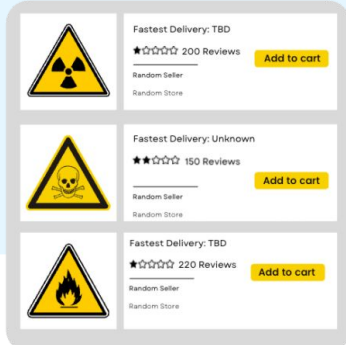 Fastest Delivery: TBD
200 Reviews
Add to cart
Random Seller
Random Store
Fastest Delivery: Unknown
150 Reviews
Add to cart
Random Seller
Random Store
Fastest Delivery: TBD
220 Reviews
Add to cart
Random Seller
Random Store